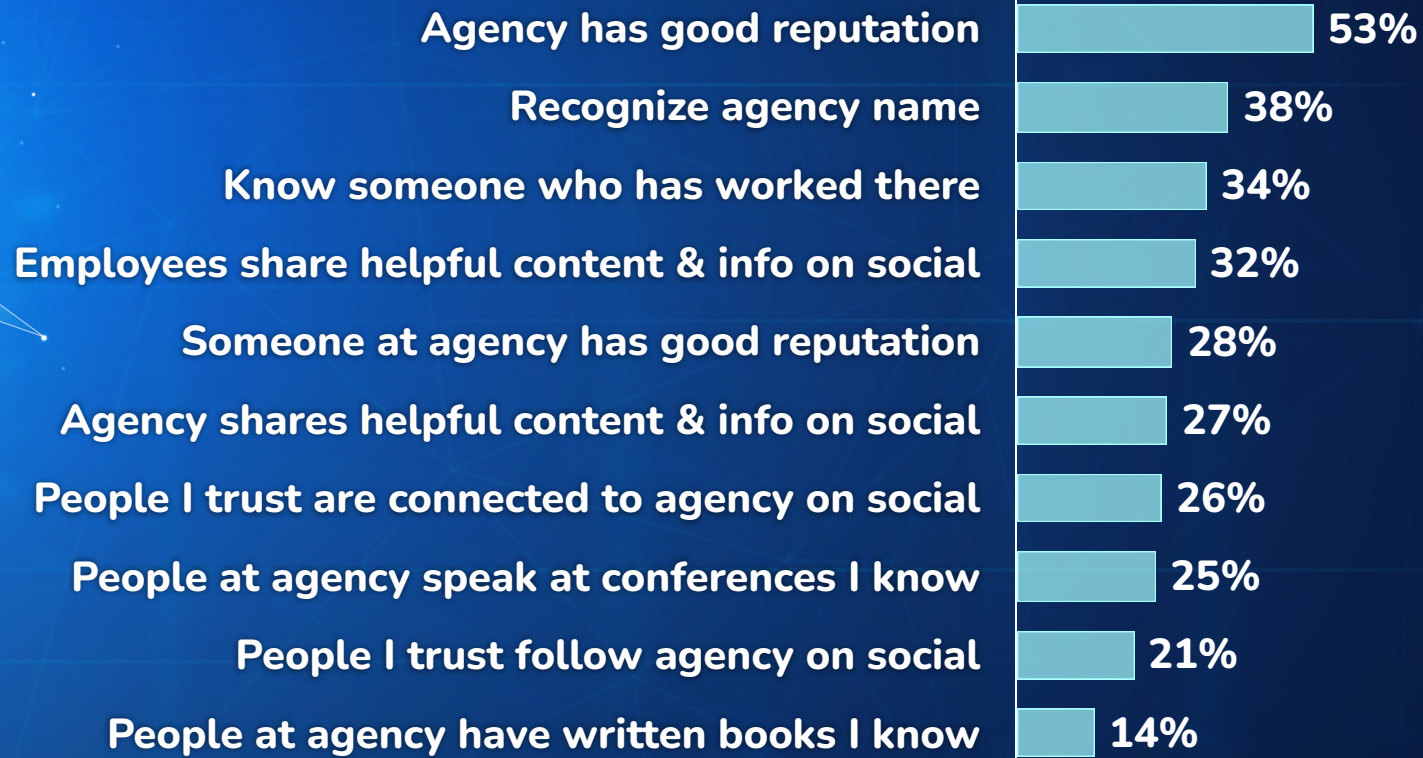 Agency has good reputation 53%
Recognize agency name 38%
Know someone who has worked there 34%
Employees share helpful content & info on social 32%
Someone at agency has good reputation 28%
Agency shares helpful content & info on social 27%
People I trust are connected to agency on social 26%
People at agency speak at conferences I know 25%
People I trust follow agency on social 21%
People at agency have written books I know 14%